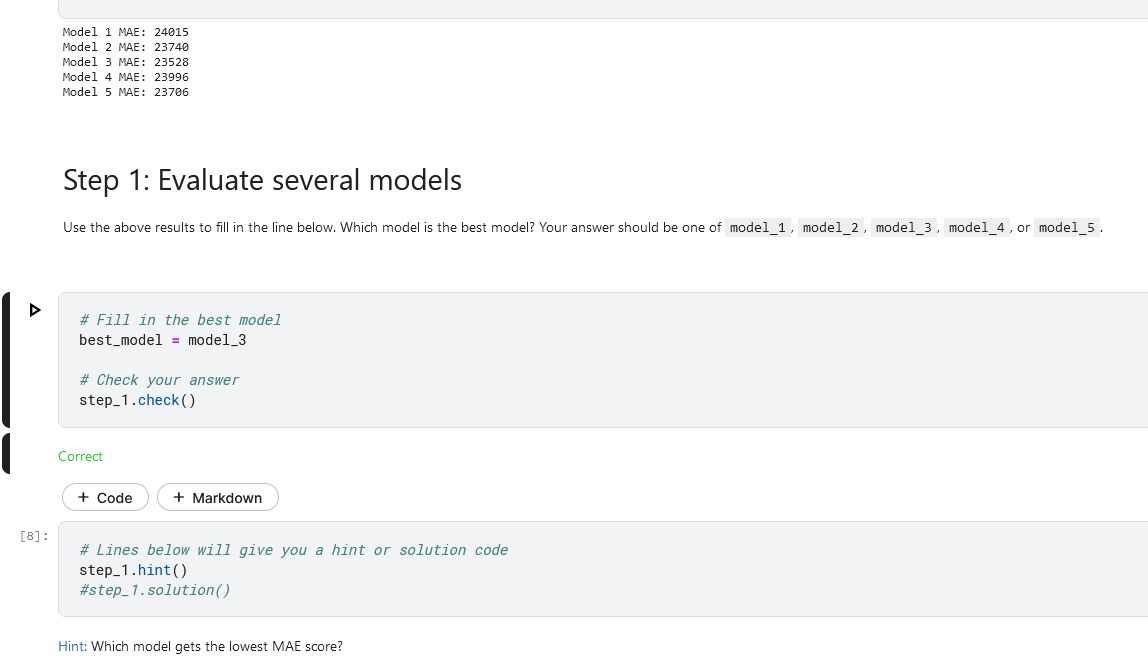 Model 1 MAE: 24015
Model 2 MAE: 23740
Model 3 MAE: 23528
Model 4 MAE: 23996
Model 5 MAE: 23706
Step 1: Evaluate several models
Use the above results to fill in the line below. Which model is the best model? Your answer should be one of model_1, model_2, model_3, model_4, or model_5.
# Fill in the best model
best_model = model_3
# Check your answer
step_1.check()
Correct
+ Code + Markdown
[8]:
# Lines below will give you a hint or solution code
step_1.hint()
#step_1.solution()
Hint: Which model gets the lowest MAE score?